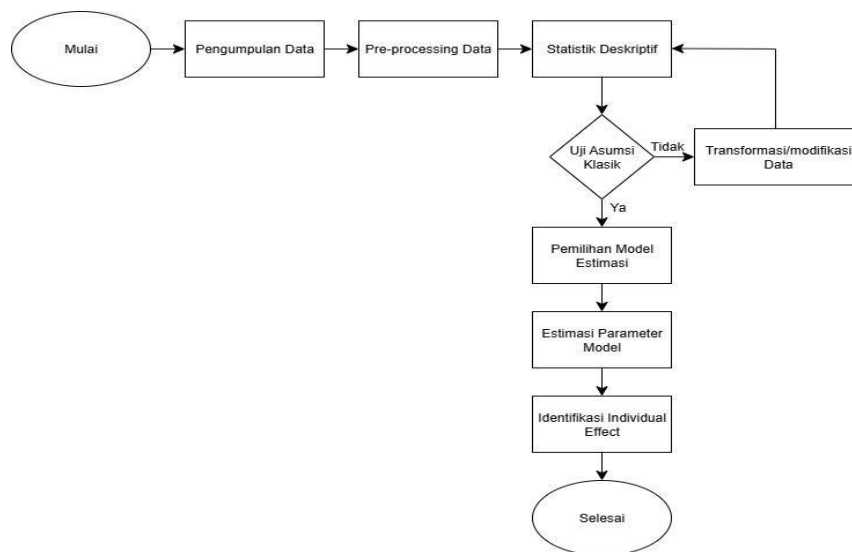 Mulai
Pengumpulan Data
Pre-processing Data
Statistik Deskriptif
Uji Asumsi
Klasik
Tidak
Transformasi/modifikasi
Data
Ya
Pemilihan Model
Estimasi
Estimasi Parameter
Model
Identifikasi Individual
Effect
Selesai